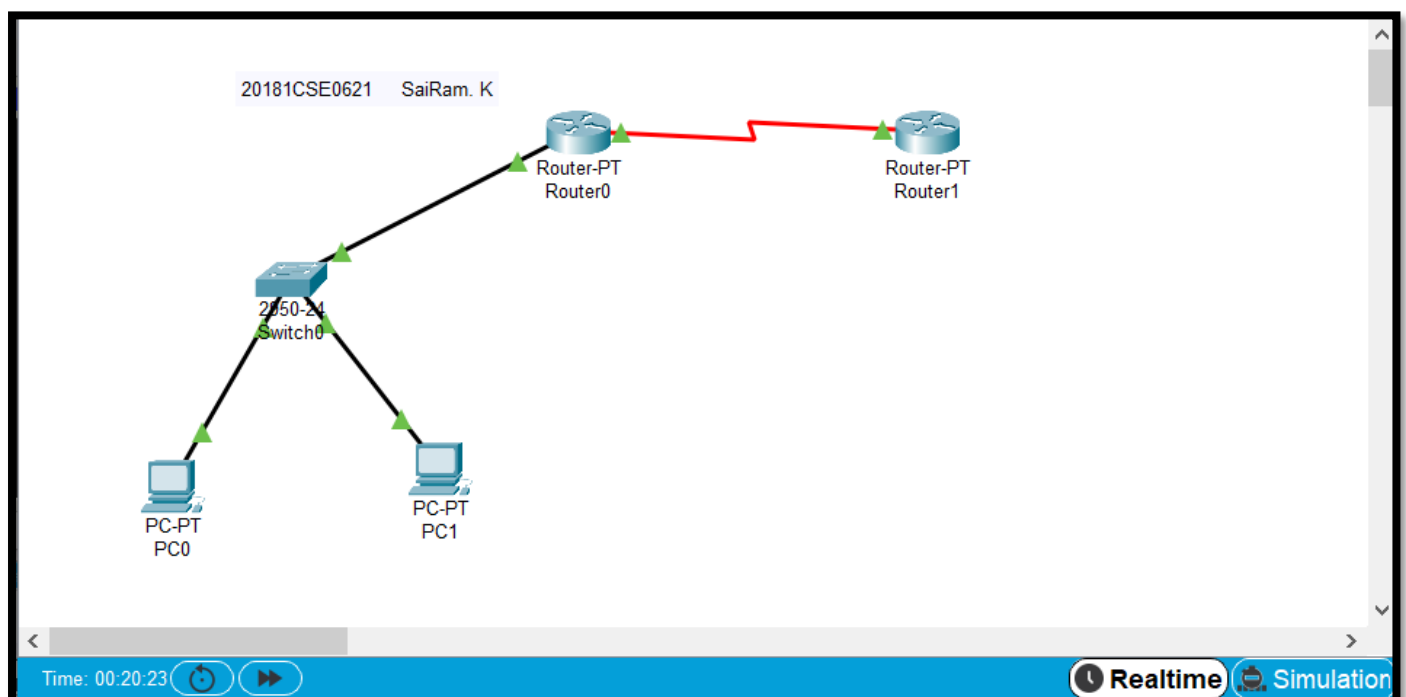 20181CSE0621 SaiRam. K
Router-PT
Router0
Router-PT
Router1
2950-24
Switch0
PC-PT
PC0
PC-PT
PC1
Time: 00:20:23
Realtime
Simulation